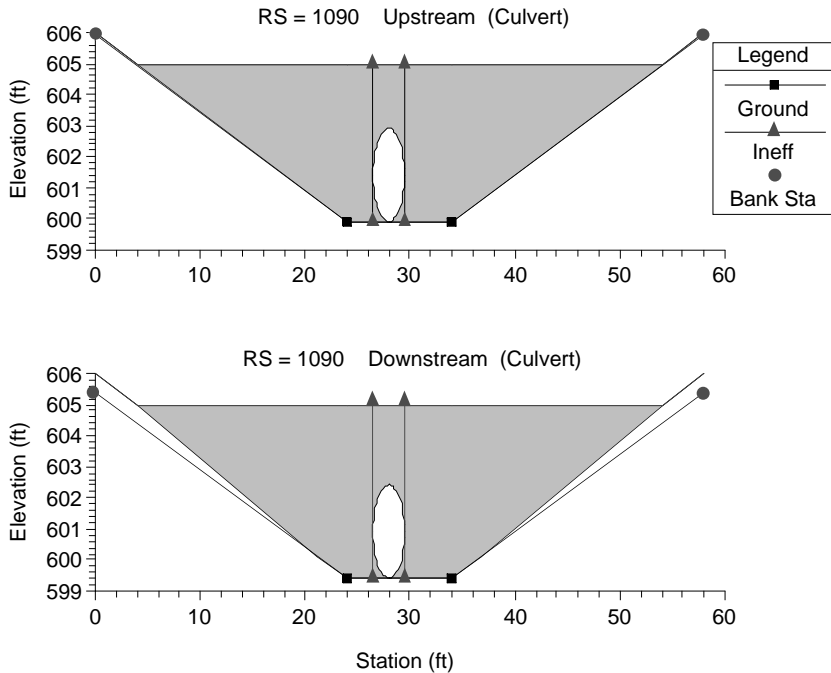 RS = 1090 Upstream (Culvert)
Elevation (ft)
606
605
604
603
602
601
600
599
0 10 20 30 40 50 60
Legend
Ground
Ineff
Bank Sta
RS = 1090 Downstream (Culvert)
Elevation (ft)
606
605
604
603
602
601
600
599
0 10 20 30 40 50 60
Station (ft)